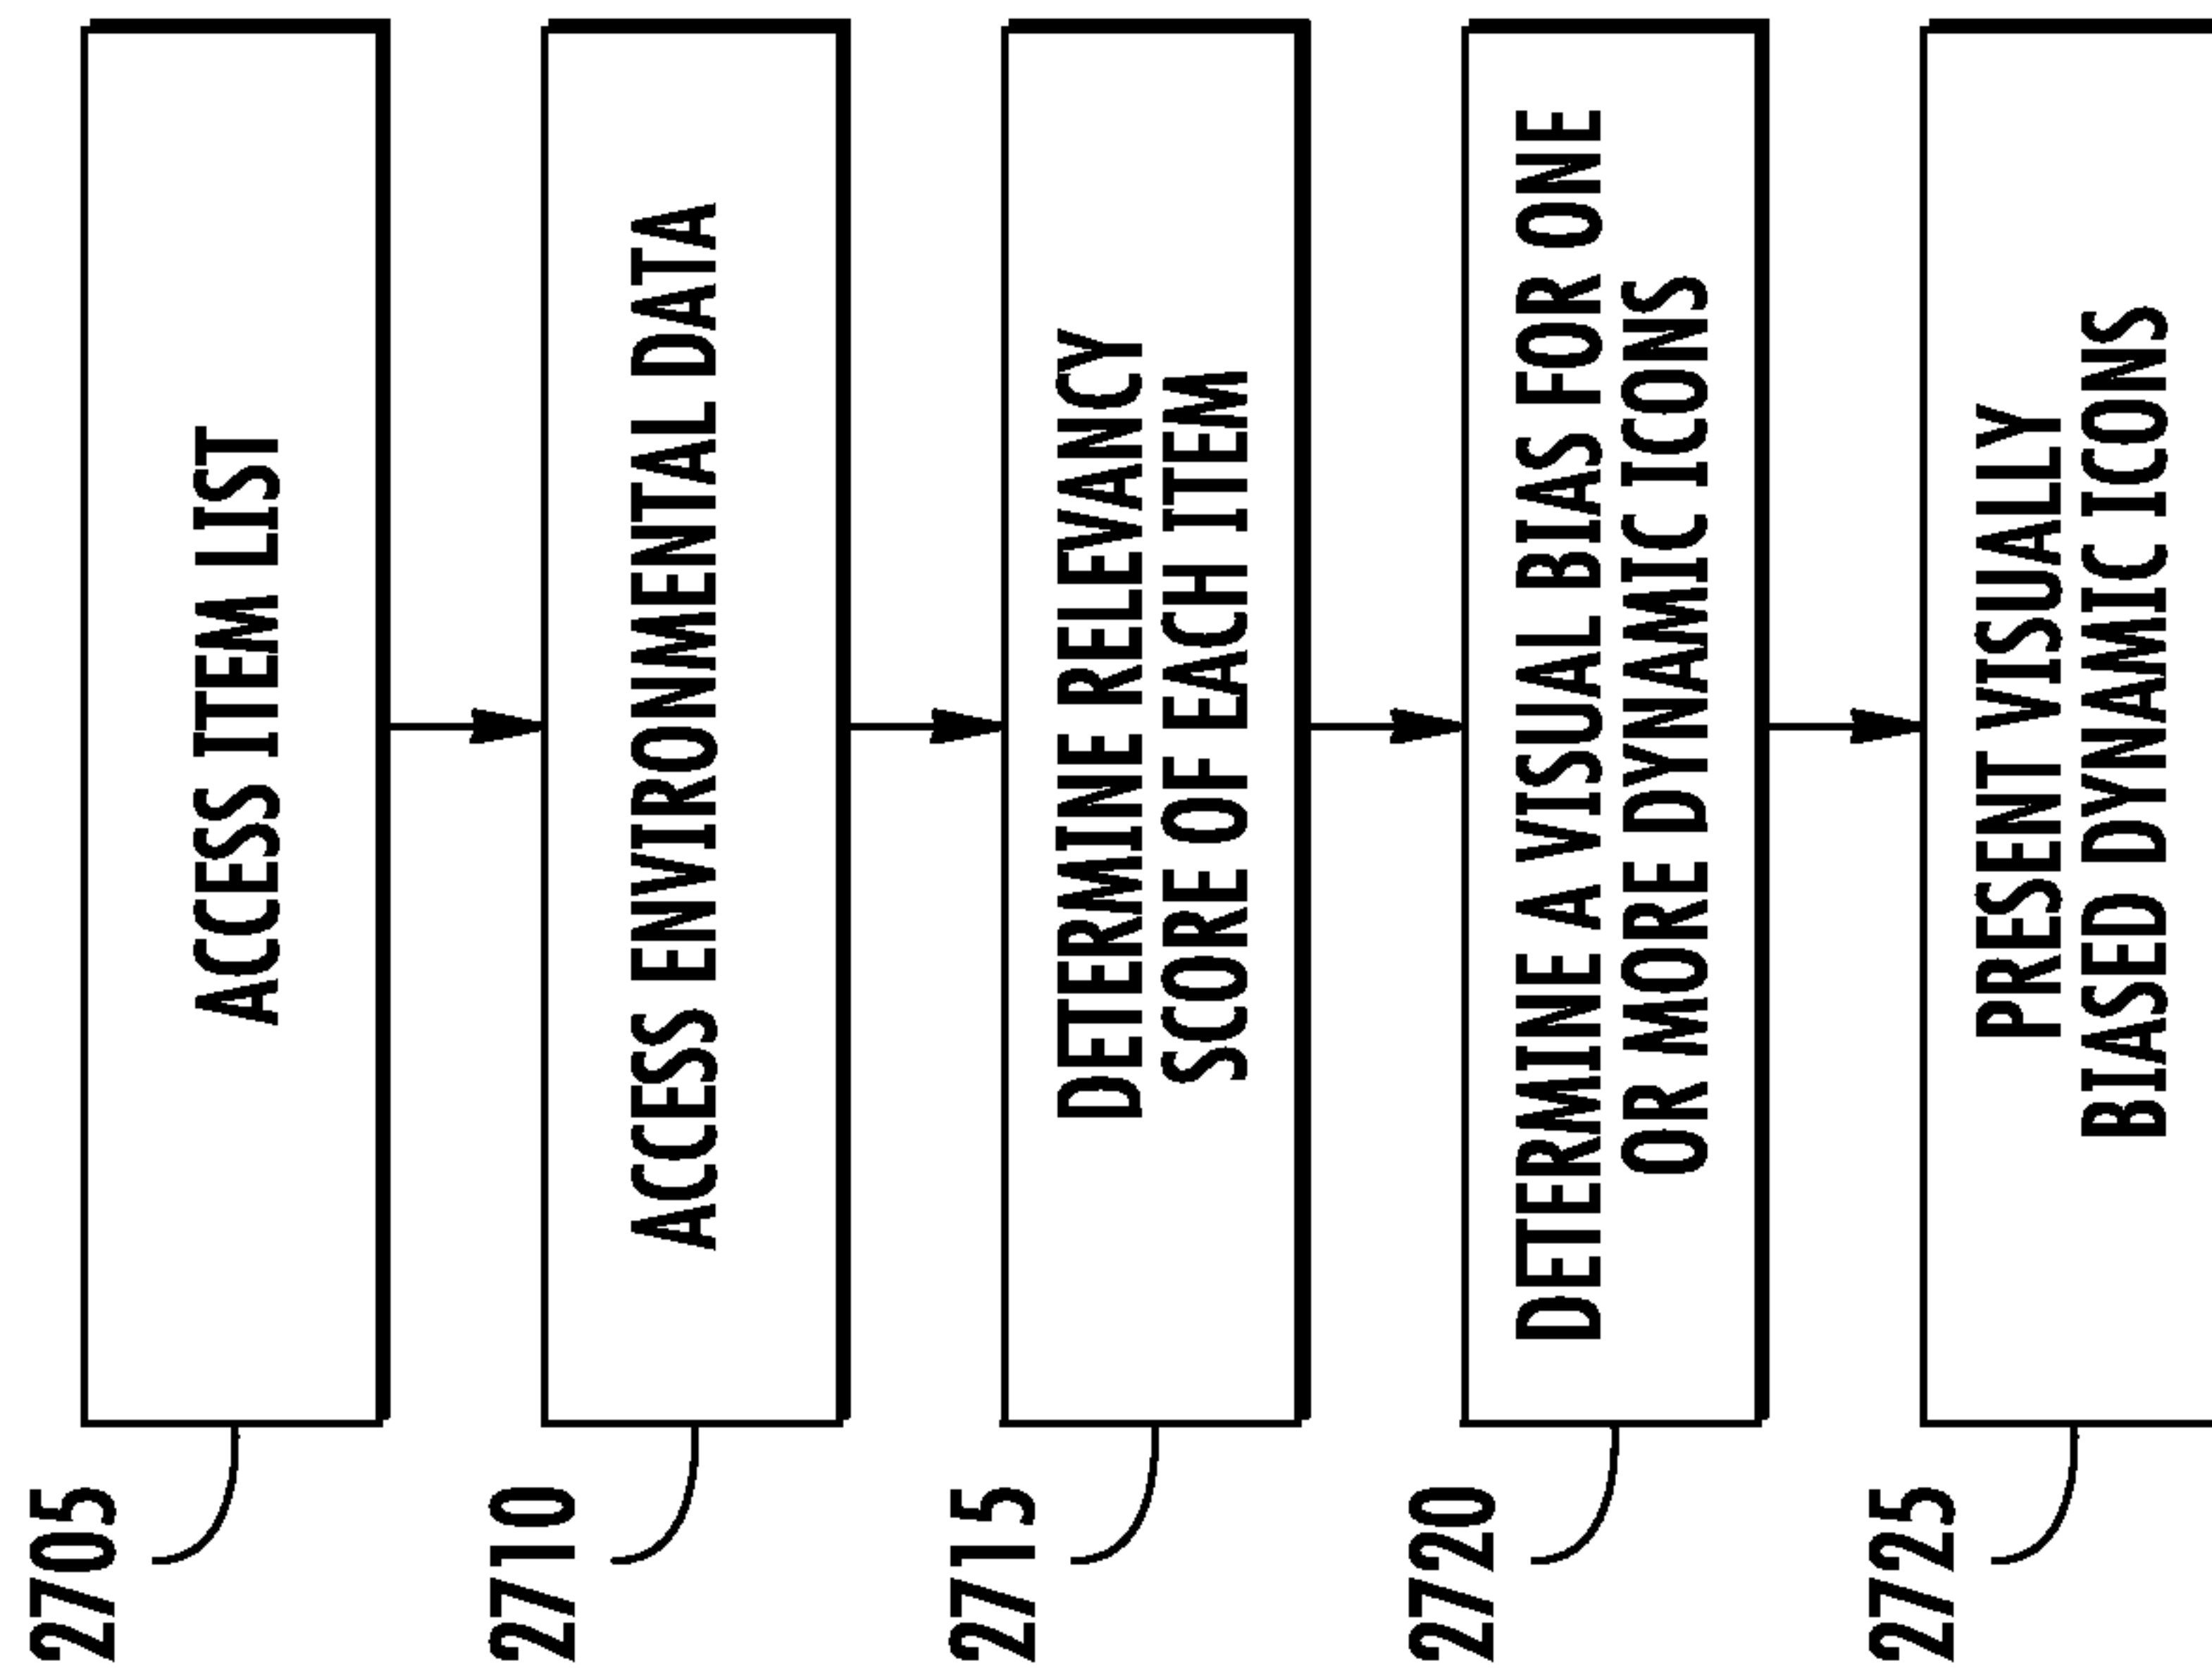 2705
ACCESS ITEM LIST
2710
ACCESS ENVIRONMENTAL DATA
2715
DETERMINE RELEVANCY
SCORE OF EACH ITEM
2720
DETERMINE A VISUAL BIAS FOR ONE
OR MORE DYNAMIC ICONS
2725
PRESENT VISUALLY
BIASED DYNAMIC ICONS